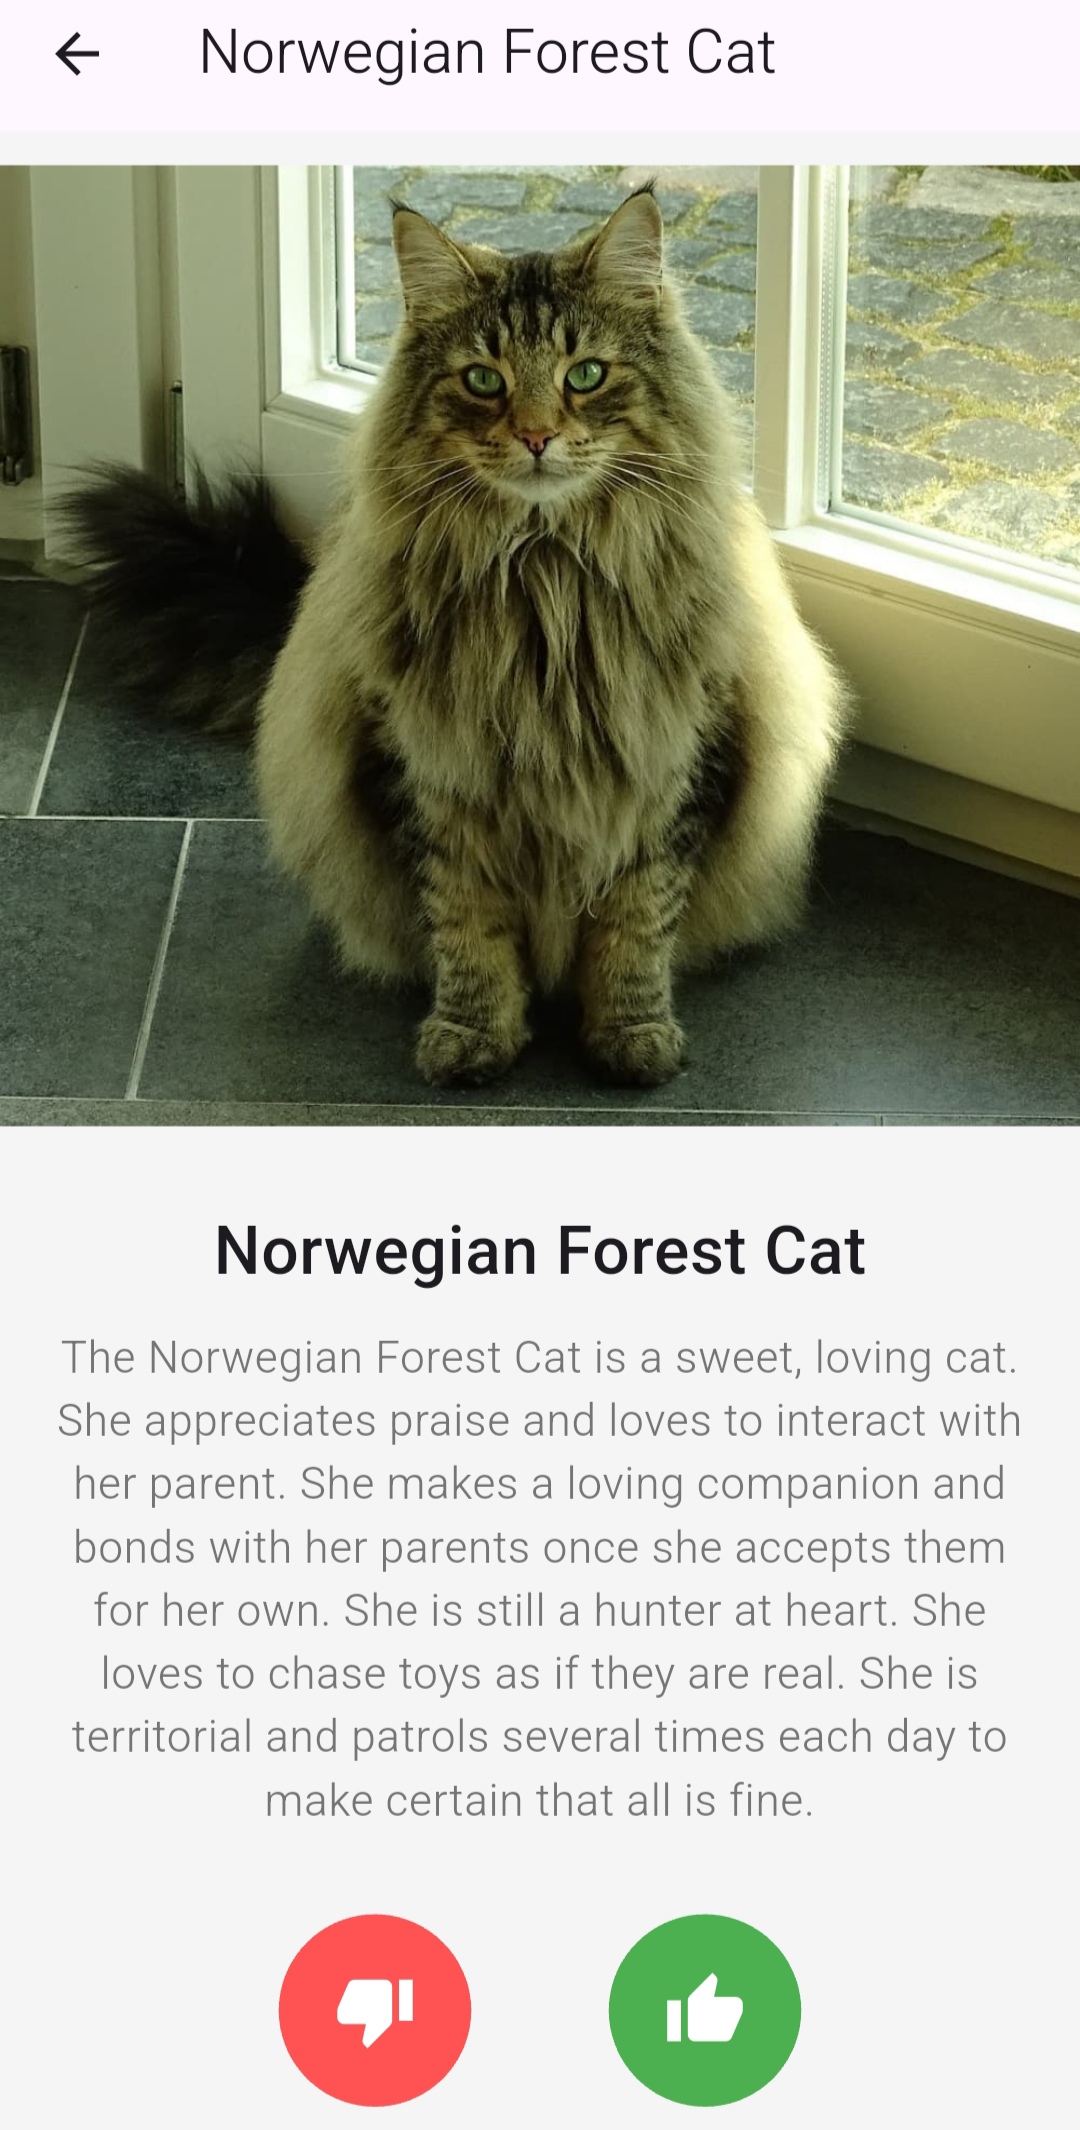 Norwegian Forest Cat
Norwegian Forest Cat
The Norwegian Forest Cat is a sweet, loving cat.
She appreciates praise and loves to interact with
her parent. She makes a loving companion and
bonds with her parents once she accepts them
for her own. She is still a hunter at heart. She
loves to chase toys as if they are real. She is
territorial and patrols several times each day to
make certain that all is fine.